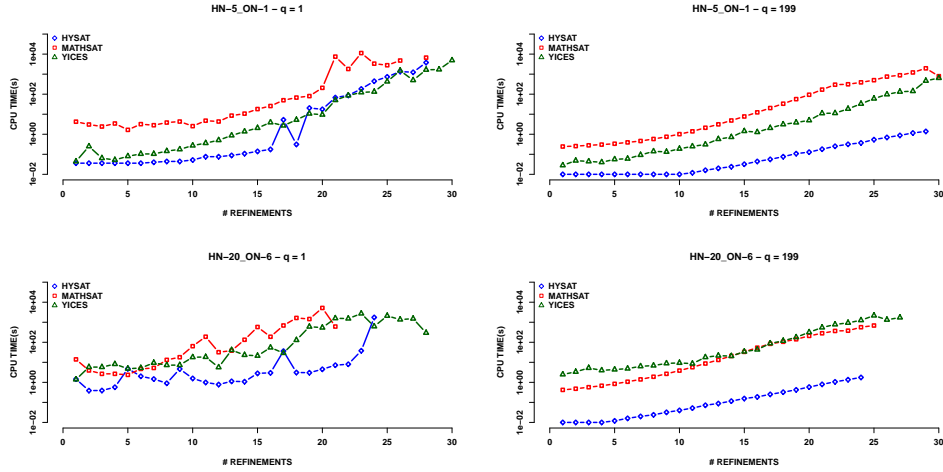 HN−5_ON−1 − q = 1
HYSAT
MATHSAT
YICES
CPU TIME(s)
1e−02 1e+00 1e+02 1e+04
0 5 10 15 20 25 30
# REFINEMENTS
HN−5_ON−1 − q = 199
HYSAT
MATHSAT
YICES
CPU TIME(s)
1e−02 1e+00 1e+02 1e+04
0 5 10 15 20 25 30
# REFINEMENTS
HN−20_ON−6 − q = 1
HYSAT
MATHSAT
YICES
CPU TIME(s)
1e−02 1e+00 1e+02 1e+04
0 5 10 15 20 25 30
# REFINEMENTS
HN−20_ON−6 − q = 199
HYSAT
MATHSAT
YICES
CPU TIME(s)
1e−02 1e+00 1e+02 1e+04
0 5 10 15 20 25 30
# REFINEMENTS